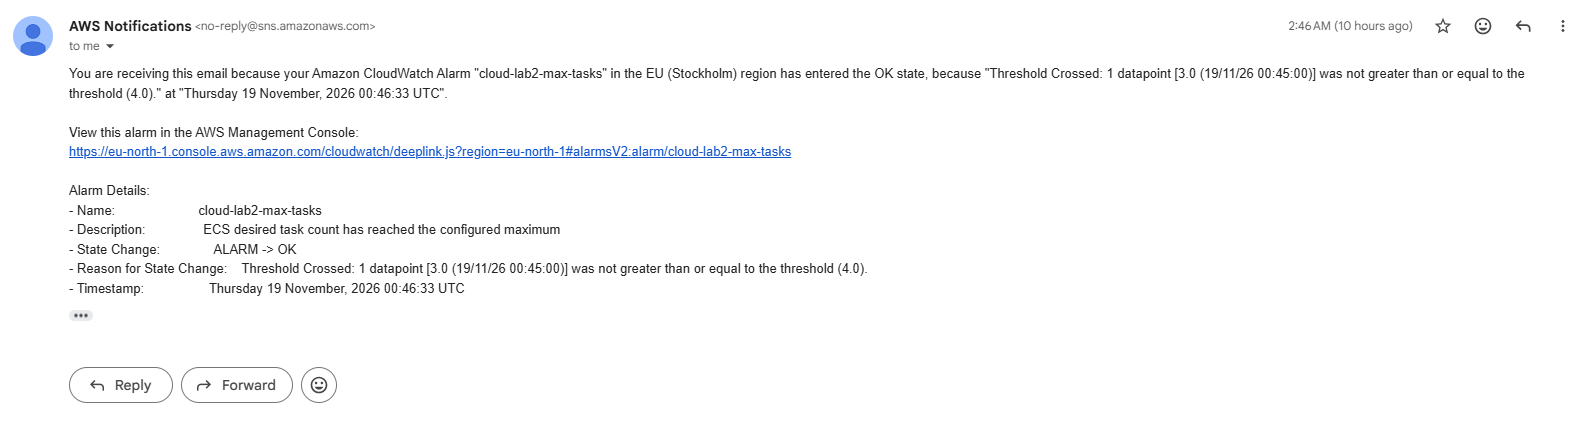 AWS Notifications <no-reply@sns.amazonaws.com>
2:46 AM (10 hours ago)
to me
You are receiving this email because your Amazon CloudWatch Alarm "cloud-lab2-max-tasks" in the EU (Stockholm) region has entered the OK state, because "Threshold Crossed: 1 datapoint [3.0 (19/11/26 00:45:00)] was not greater than or equal to the
threshold (4.0)." at "Thursday 19 November, 2026 00:46:33 UTC".
View this alarm in the AWS Management Console:
https://eu-north-1.console.aws.amazon.com/cloudwatch/deeplink.js?region=eu-north-1#alarmsV2:alarm/cloud-lab2-max-tasks
Alarm Details:
- Name: cloud-lab2-max-tasks
- Description: ECS desired task count has reached the configured maximum
- State Change: ALARM -> OK
- Reason for State Change: Threshold Crossed: 1 datapoint [3.0 (19/11/26 00:45:00)] was not greater than or equal to the threshold (4.0).
- Timestamp: Thursday 19 November, 2026 00:46:33 UTC
Reply
Forward